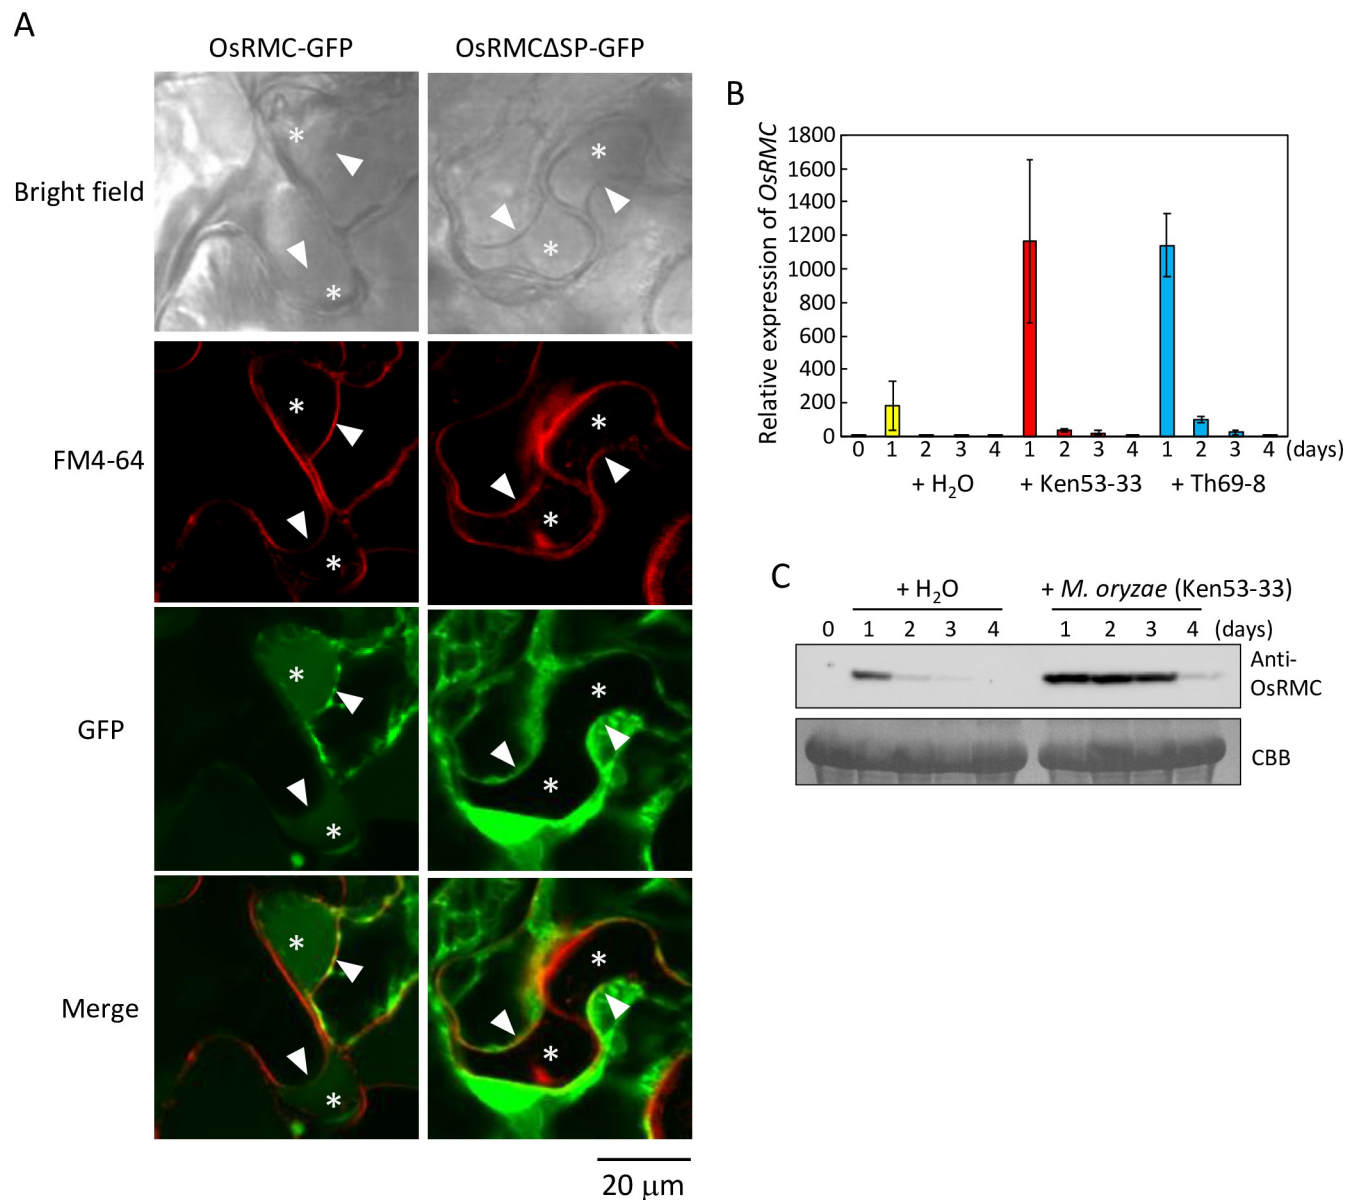 A
OsRMC-GFP
OsRMCΔSP-GFP
Bright field
*
*
*
*
FM4-64
*
*
*
*
GFP
*
*
*
*
Merge
*
*
*
*
20 μm
B
Relative expression of OsRMC
1800
1600
1400
1200
1000
800
600
400
200
0
0 1 2 3 4 1 2 3 4 1 2 3 4 (days)
+ H₂O + Ken53-33 + Th69-8
C
+ H₂O + M. oryzae (Ken53-33)
0 1 2 3 4 1 2 3 4 (days)
Anti-
OsRMC
CBB